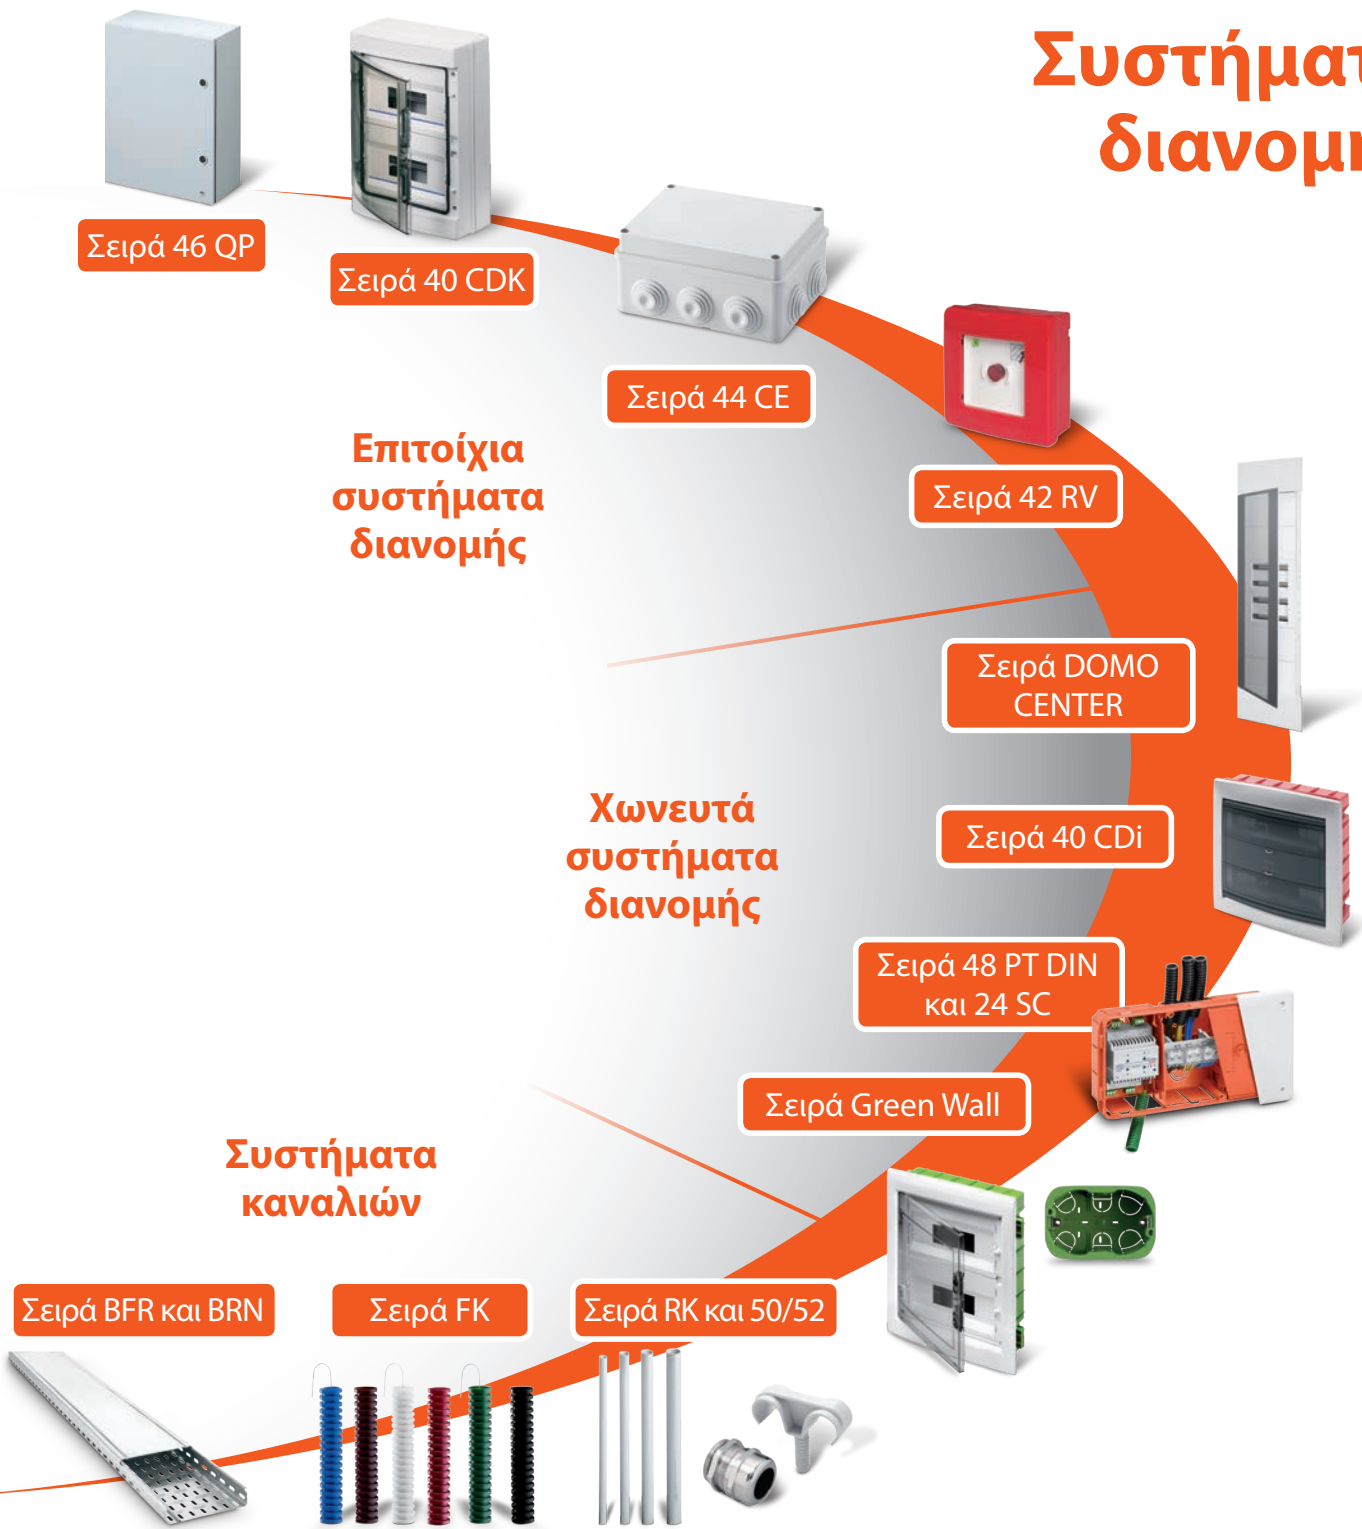 Συστήματ
διανομή
Σειρά 46 QP
Σειρά 40 CDK
Σειρά 44 CE
Σειρά 42 RV
Επιτοίχια
συστήματα
διανομής
Σειρά DOMO
CENTER
Σειρά 40 CDi
Χωνευτά
συστήματα
διανομής
Σειρά 48 PT DIN
και 24 SC
Σειρά Green Wall
Συστήματα
καναλιών
Σειρά BFR και BRN
Σειρά FK
Σειρά RK και 50/52